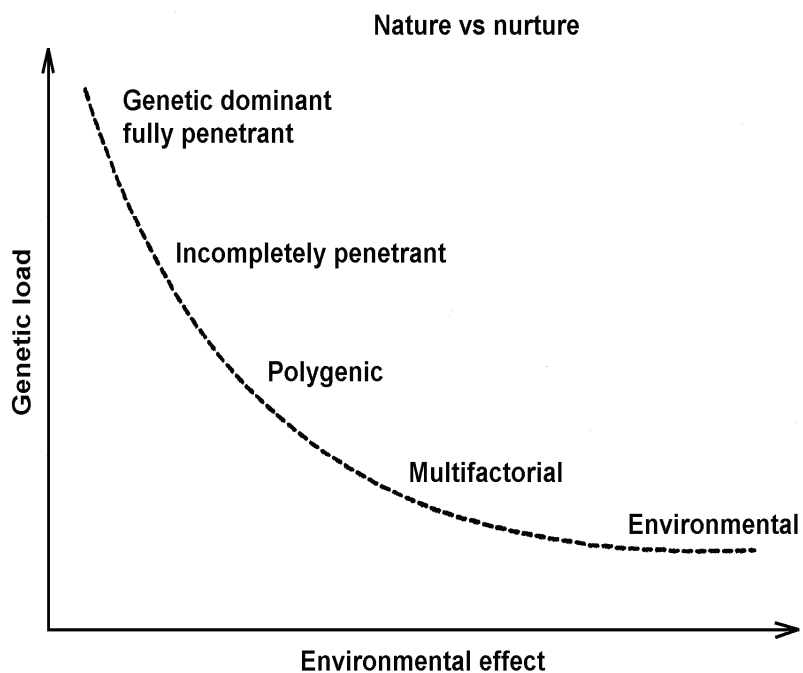 Nature vs nurture
Genetic dominant
fully penetrant
Incompletely penetrant
Polygenic
Multifactorial
Environmental
Genetic load
Environmental effect